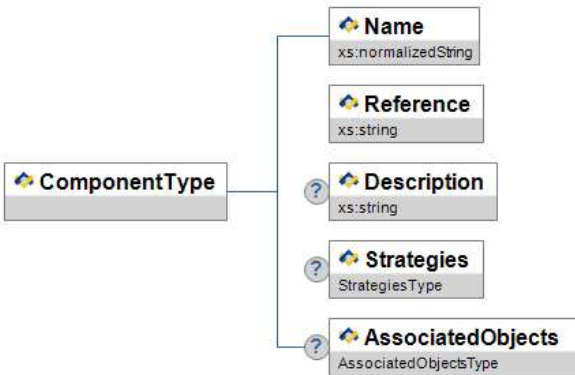 Name
xs:normalizedString
Reference
xs:string
ComponentType
? Description
xs:string
? Strategies
StrategiesType
? AssociatedObjects
AssociatedObjectsType